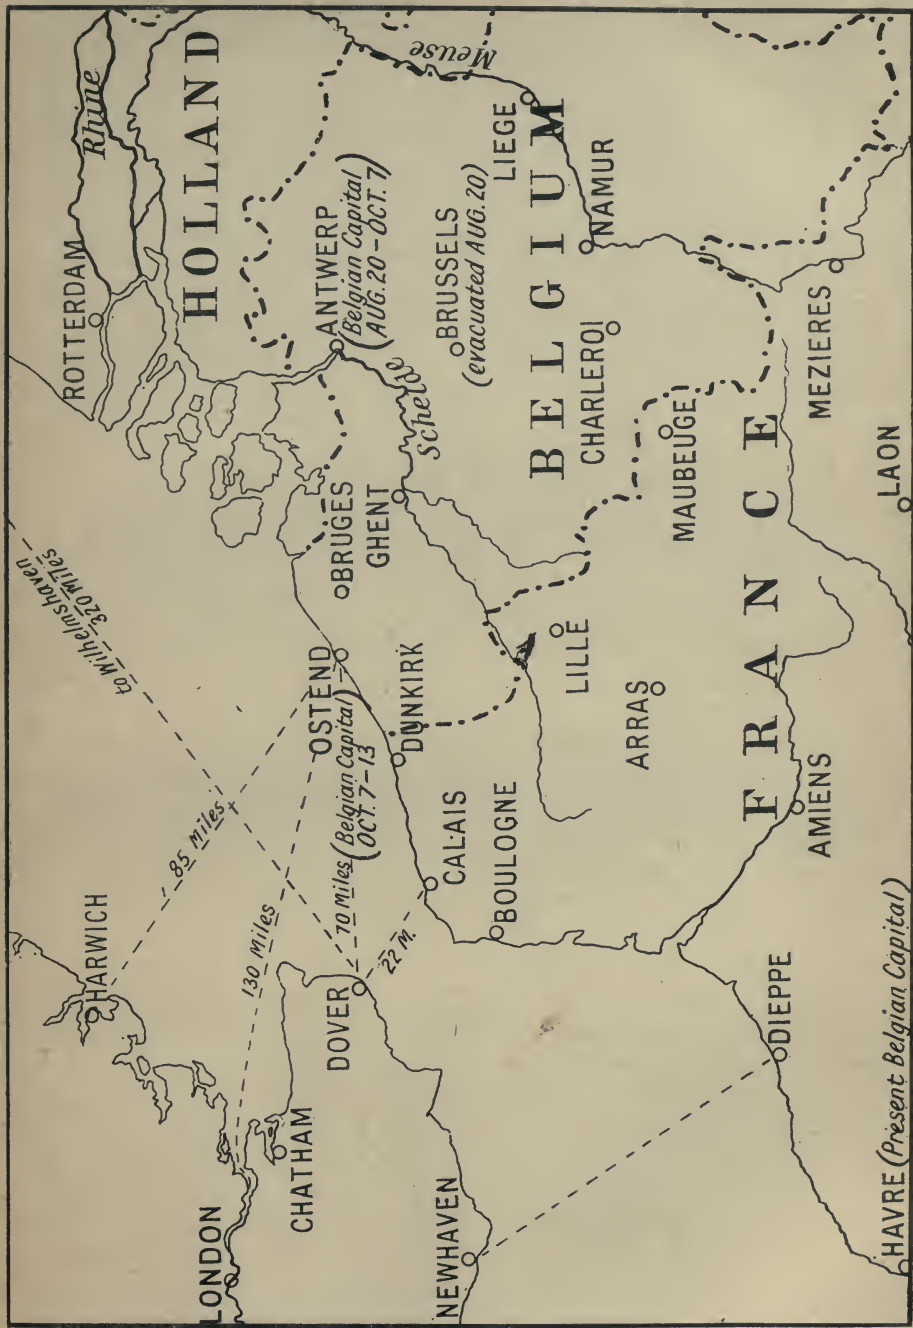 Rhine
HOLLAND
ROTTERDAM
Meuse
ANTWERP
(Belgian Capital
AUG. 20 - OCT. 7)
BRUSSELS
(evacuated AUG. 20)
LIEGE
BELGIUM
NAMUR
CHARLEROI
Schelde
GHENT
BRUGES
to Wilhelmshaven
320 Miles
HARWICH
85 Miles
130 Miles
OSTEND
(Belgian Capital)
OCT. 7-13
70 Miles
22 M.
DOVER
DUNKIRK
CALAIS
BOULOGNE
LILLE
ARRAS
MAUBEUGE
MEZIERES
LAON
FRANCE
AMIENS
LONDON
CHATHAM
NEWHAVEN
DIEPPE
HAVRE (Present Belgian Capital)